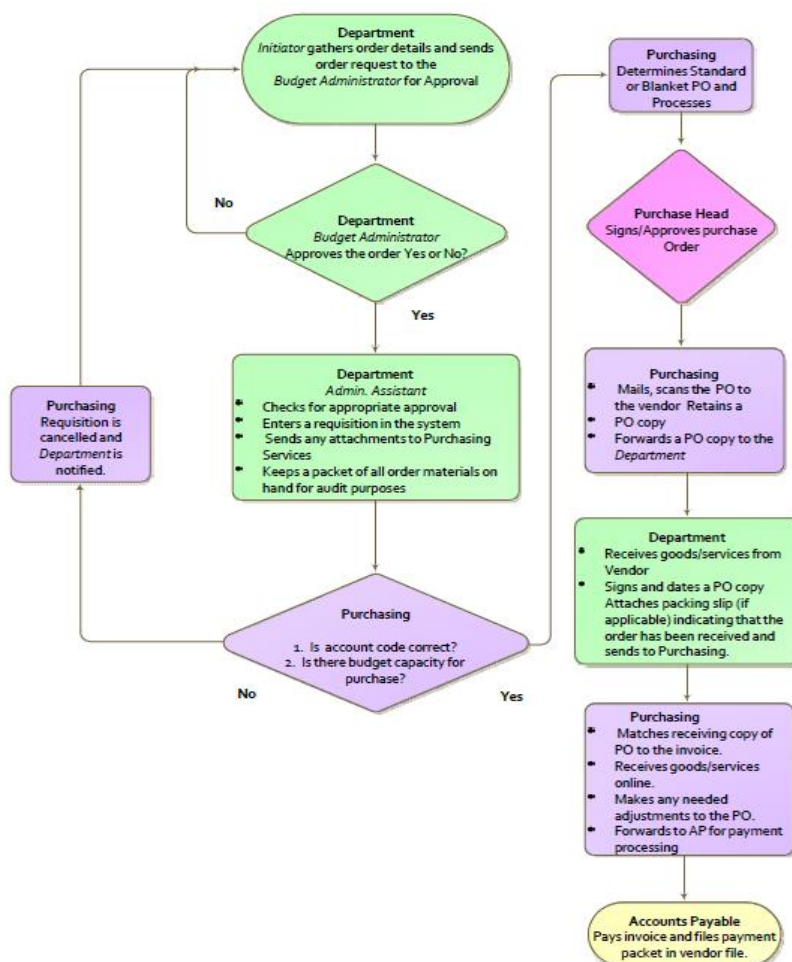 Department
Initiator gathers order details and sends
order request to the
Budget Administrator for Approval
No
Department
Budget Administrator
Approves the order Yes or No?
Yes
Department
Admin. Assistant
• Checks for appropriate approval
• Enters a requisition in the system
• Sends any attachments to Purchasing
Services
• Keeps a packet of all order materials on
hand for audit purposes
Purchasing
Requisition is
cancelled and
Department is
notified.
Purchasing
1. Is account code correct?
2. Is there budget capacity for
purchase?
No
Yes
Purchasing
Determines Standard
or Blanket PO and
Processes
Purchase Head
Signs/Approves purchase
Order
Purchasing
• Mails, scans the PO to
the vendor Retains a
• PO copy
• Forwards a PO copy to the
Department
Department
• Receives goods/services from
Vendor
• Signs and dates a PO copy
Attaches packing slip (if
applicable) indicating that the
order has been received and
sends to Purchasing.
Purchasing
• Matches receiving copy of
PO to the invoice.
• Receives goods/services
online.
• Makes any needed
adjustments to the PO.
• Forwards to AP for payment
processing
Accounts Payable
Pays invoice and files payment
packet in vendor file.